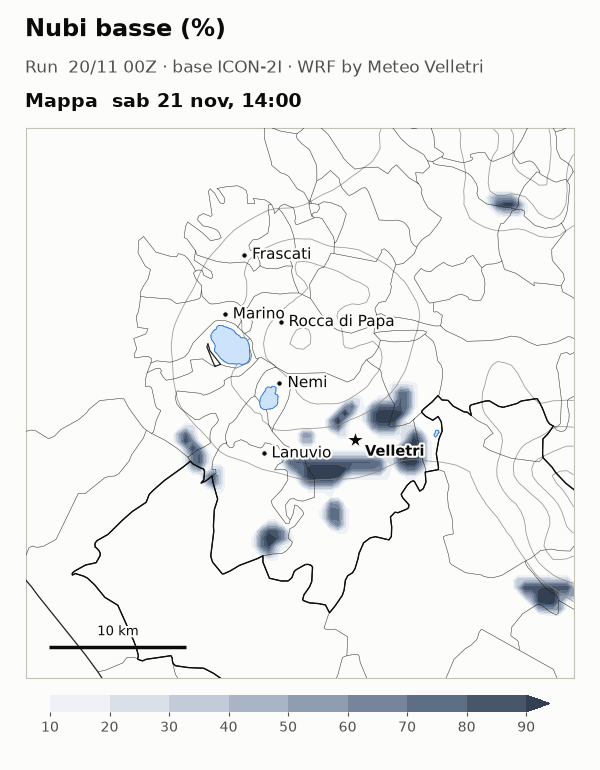 Nubi basse (%)
Run  20/11 00Z · base ICON-2I · WRF by Meteo Velletri
Mappa  sab 21 nov, 14:00
Frascati
Marino
Rocca di Papa
Nemi
Velletri
Lanuvio
10 km
10 20 30 40 50 60 70 80 90